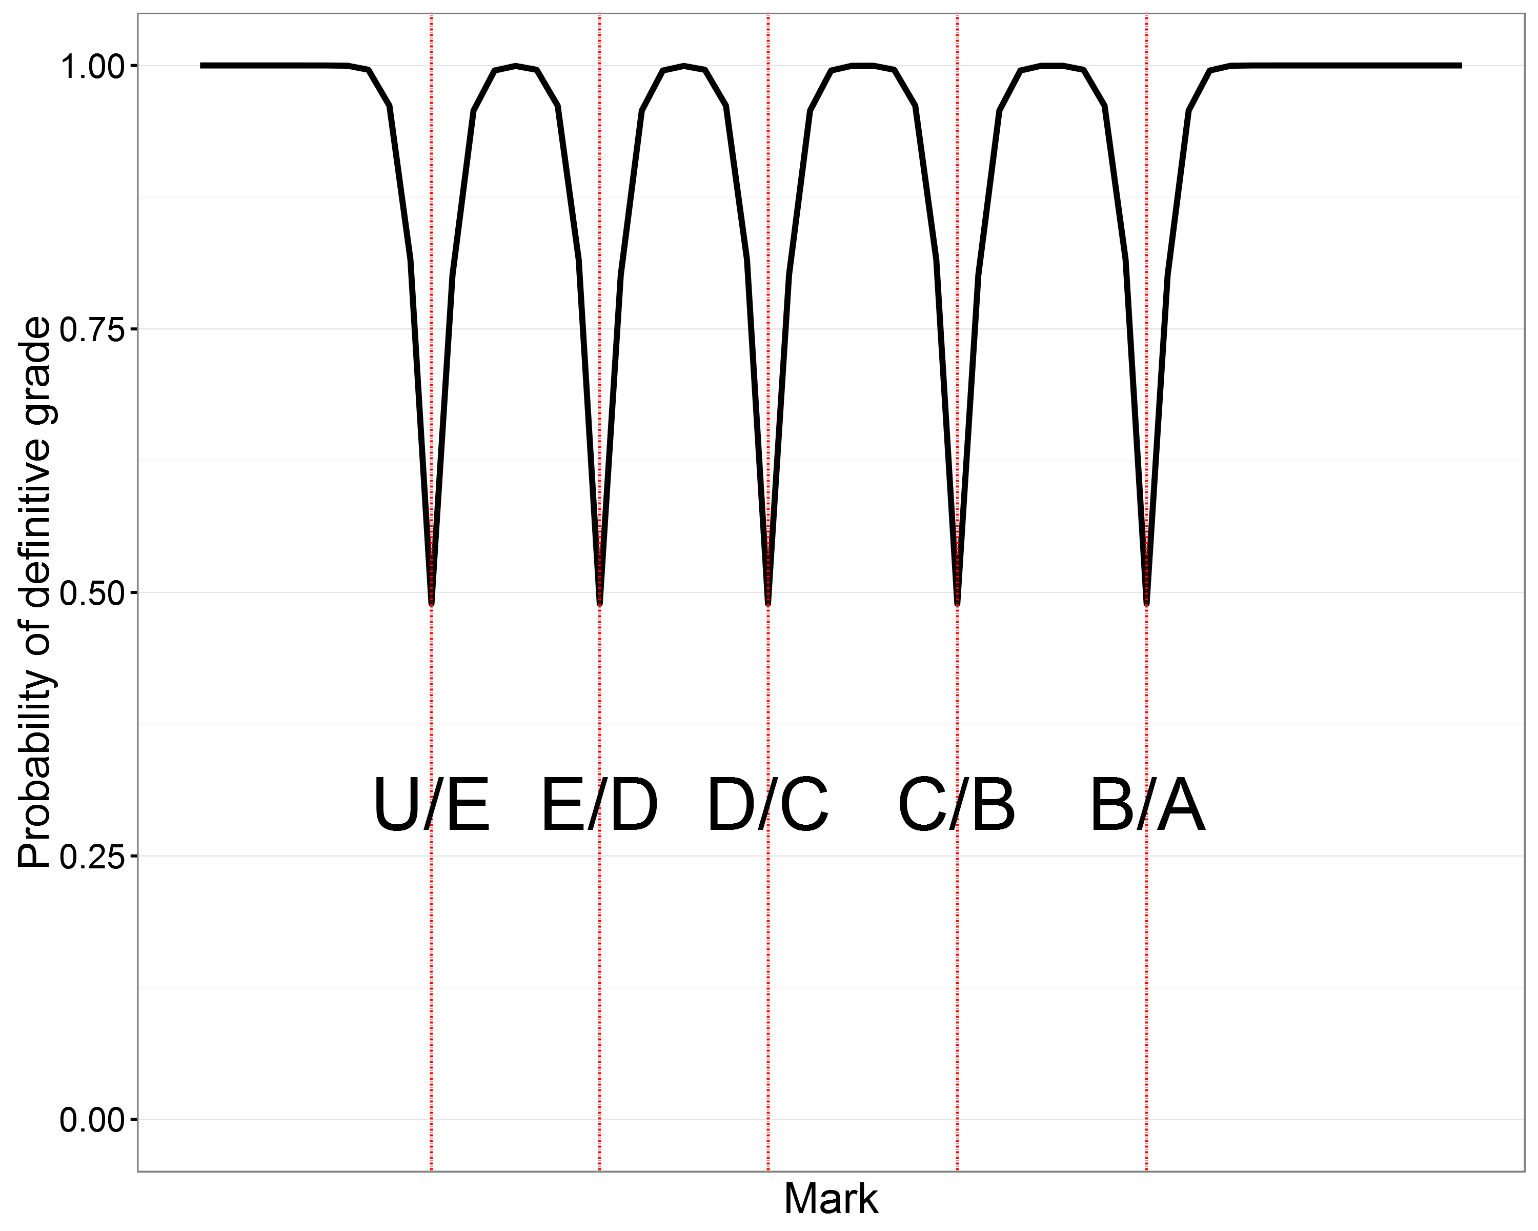 1.00
0.75
0.50
0.25
0.00
Probability of definitive grade
U/E E/D D/C C/B B/A
Mark